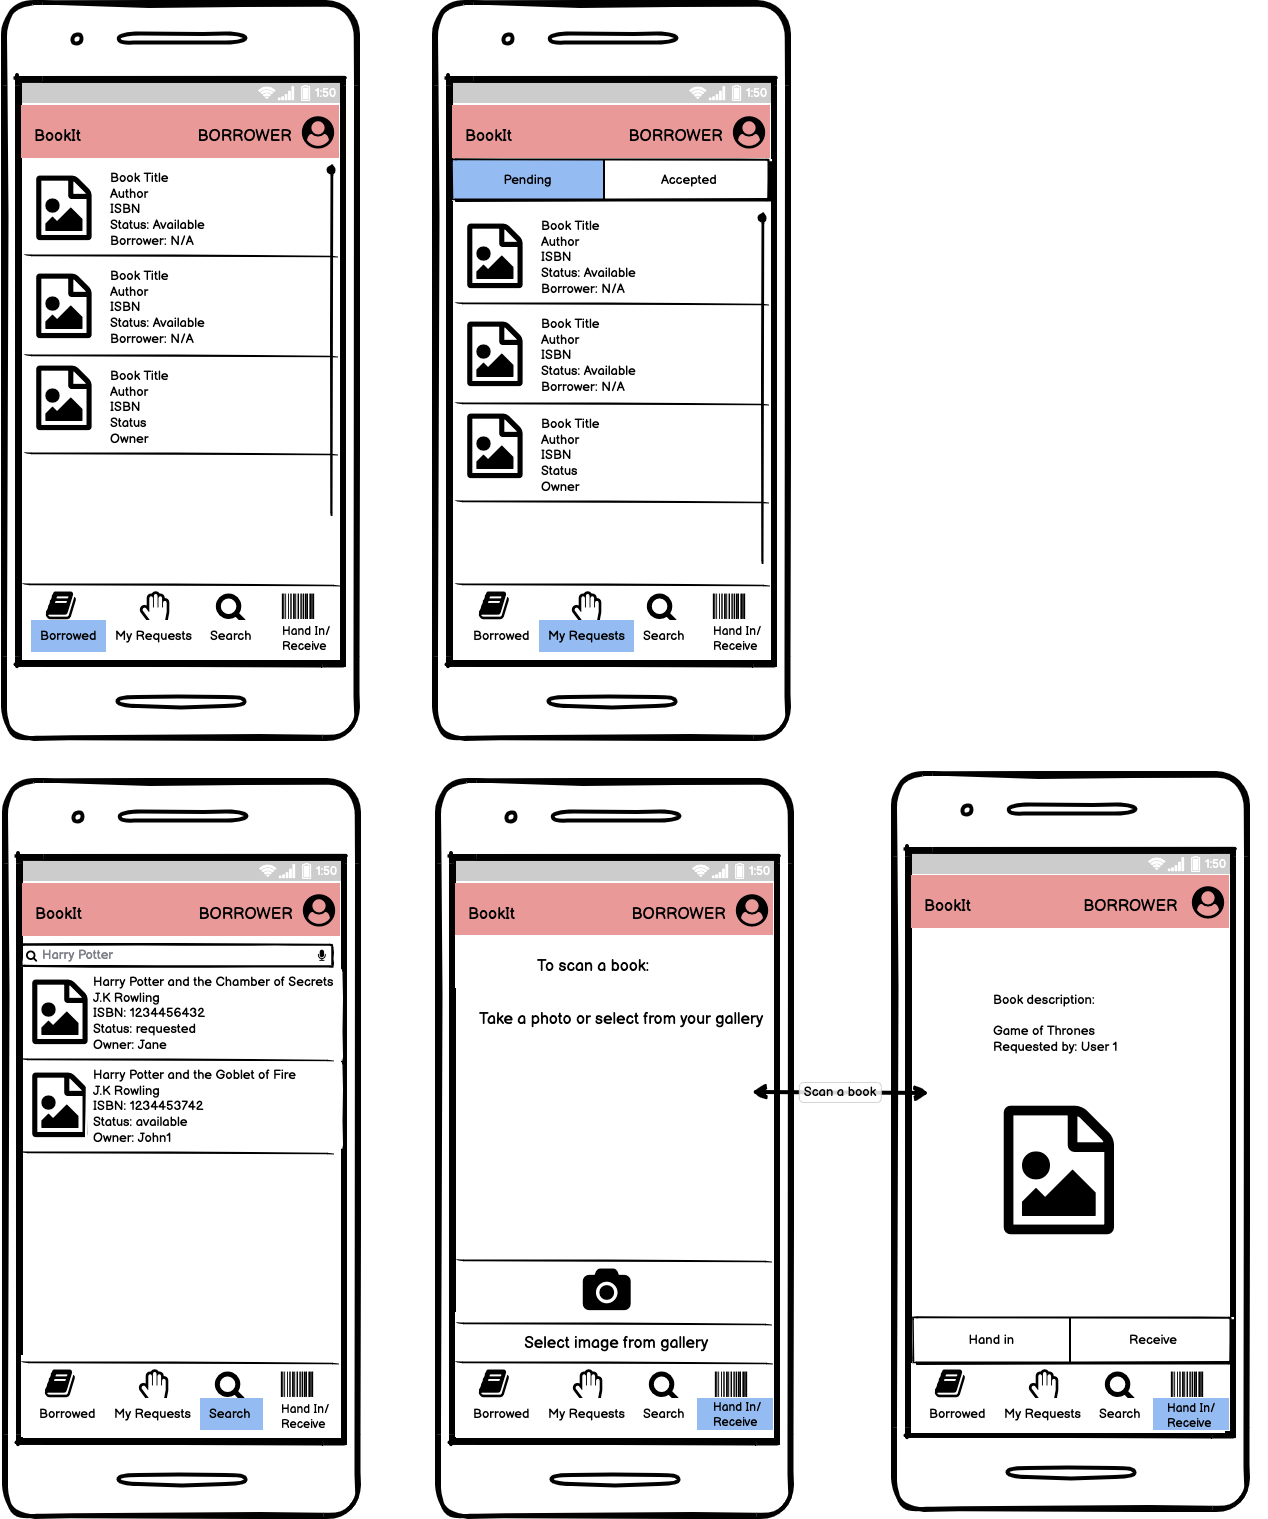 1:50
BookIt BORROWER
Book Title
Author
ISBN
Status: Available
Borrower: N/A
Book Title
Author
ISBN
Status: Available
Borrower: N/A
Book Title
Author
ISBN
Status
Owner
Borrowed My Requests Search Hand In/
Receive
1:50
BookIt BORROWER
Pending Accepted
Book Title
Author
ISBN
Status: Available
Borrower: N/A
Book Title
Author
ISBN
Status: Available
Borrower: N/A
Book Title
Author
ISBN
Status
Owner
Borrowed My Requests Search Hand In/
Receive
1:50
BookIt BORROWER
Harry Potter
Harry Potter and the Chamber of Secrets
J.K Rowling
ISBN: 1234456432
Status: requested
Owner: Jane
Harry Potter and the Goblet of Fire
J.K Rowling
ISBN: 1234453742
Status: available
Owner: John1
Borrowed My Requests Search Hand In/
Receive
1:50
BookIt BORROWER
To scan a book:
Take a photo or select from your gallery
Select image from gallery
Borrowed My Requests Search Hand In/
Receive
Scan a book
1:50
BookIt BORROWER
Book description:
Game of Thrones
Requested by: User 1
Hand in Receive
Borrowed My Requests Search Hand In/
Receive